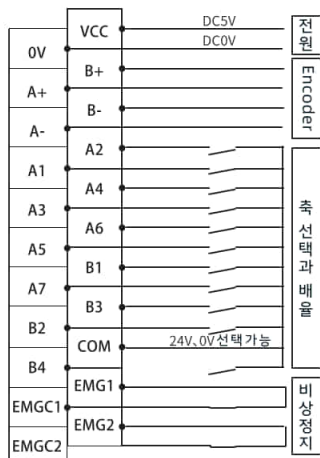 VCC
DC5V
0V
DC0V
전원
B+
A+
B-
A-
Encoder
A2
A1
A4
A3
A6
A5
B1
A7
B3
B2
COM
24V、0V선택가능
B4
축 선택과 배율
EMG1
EMGC1
EMG2
EMGC2
비상정지